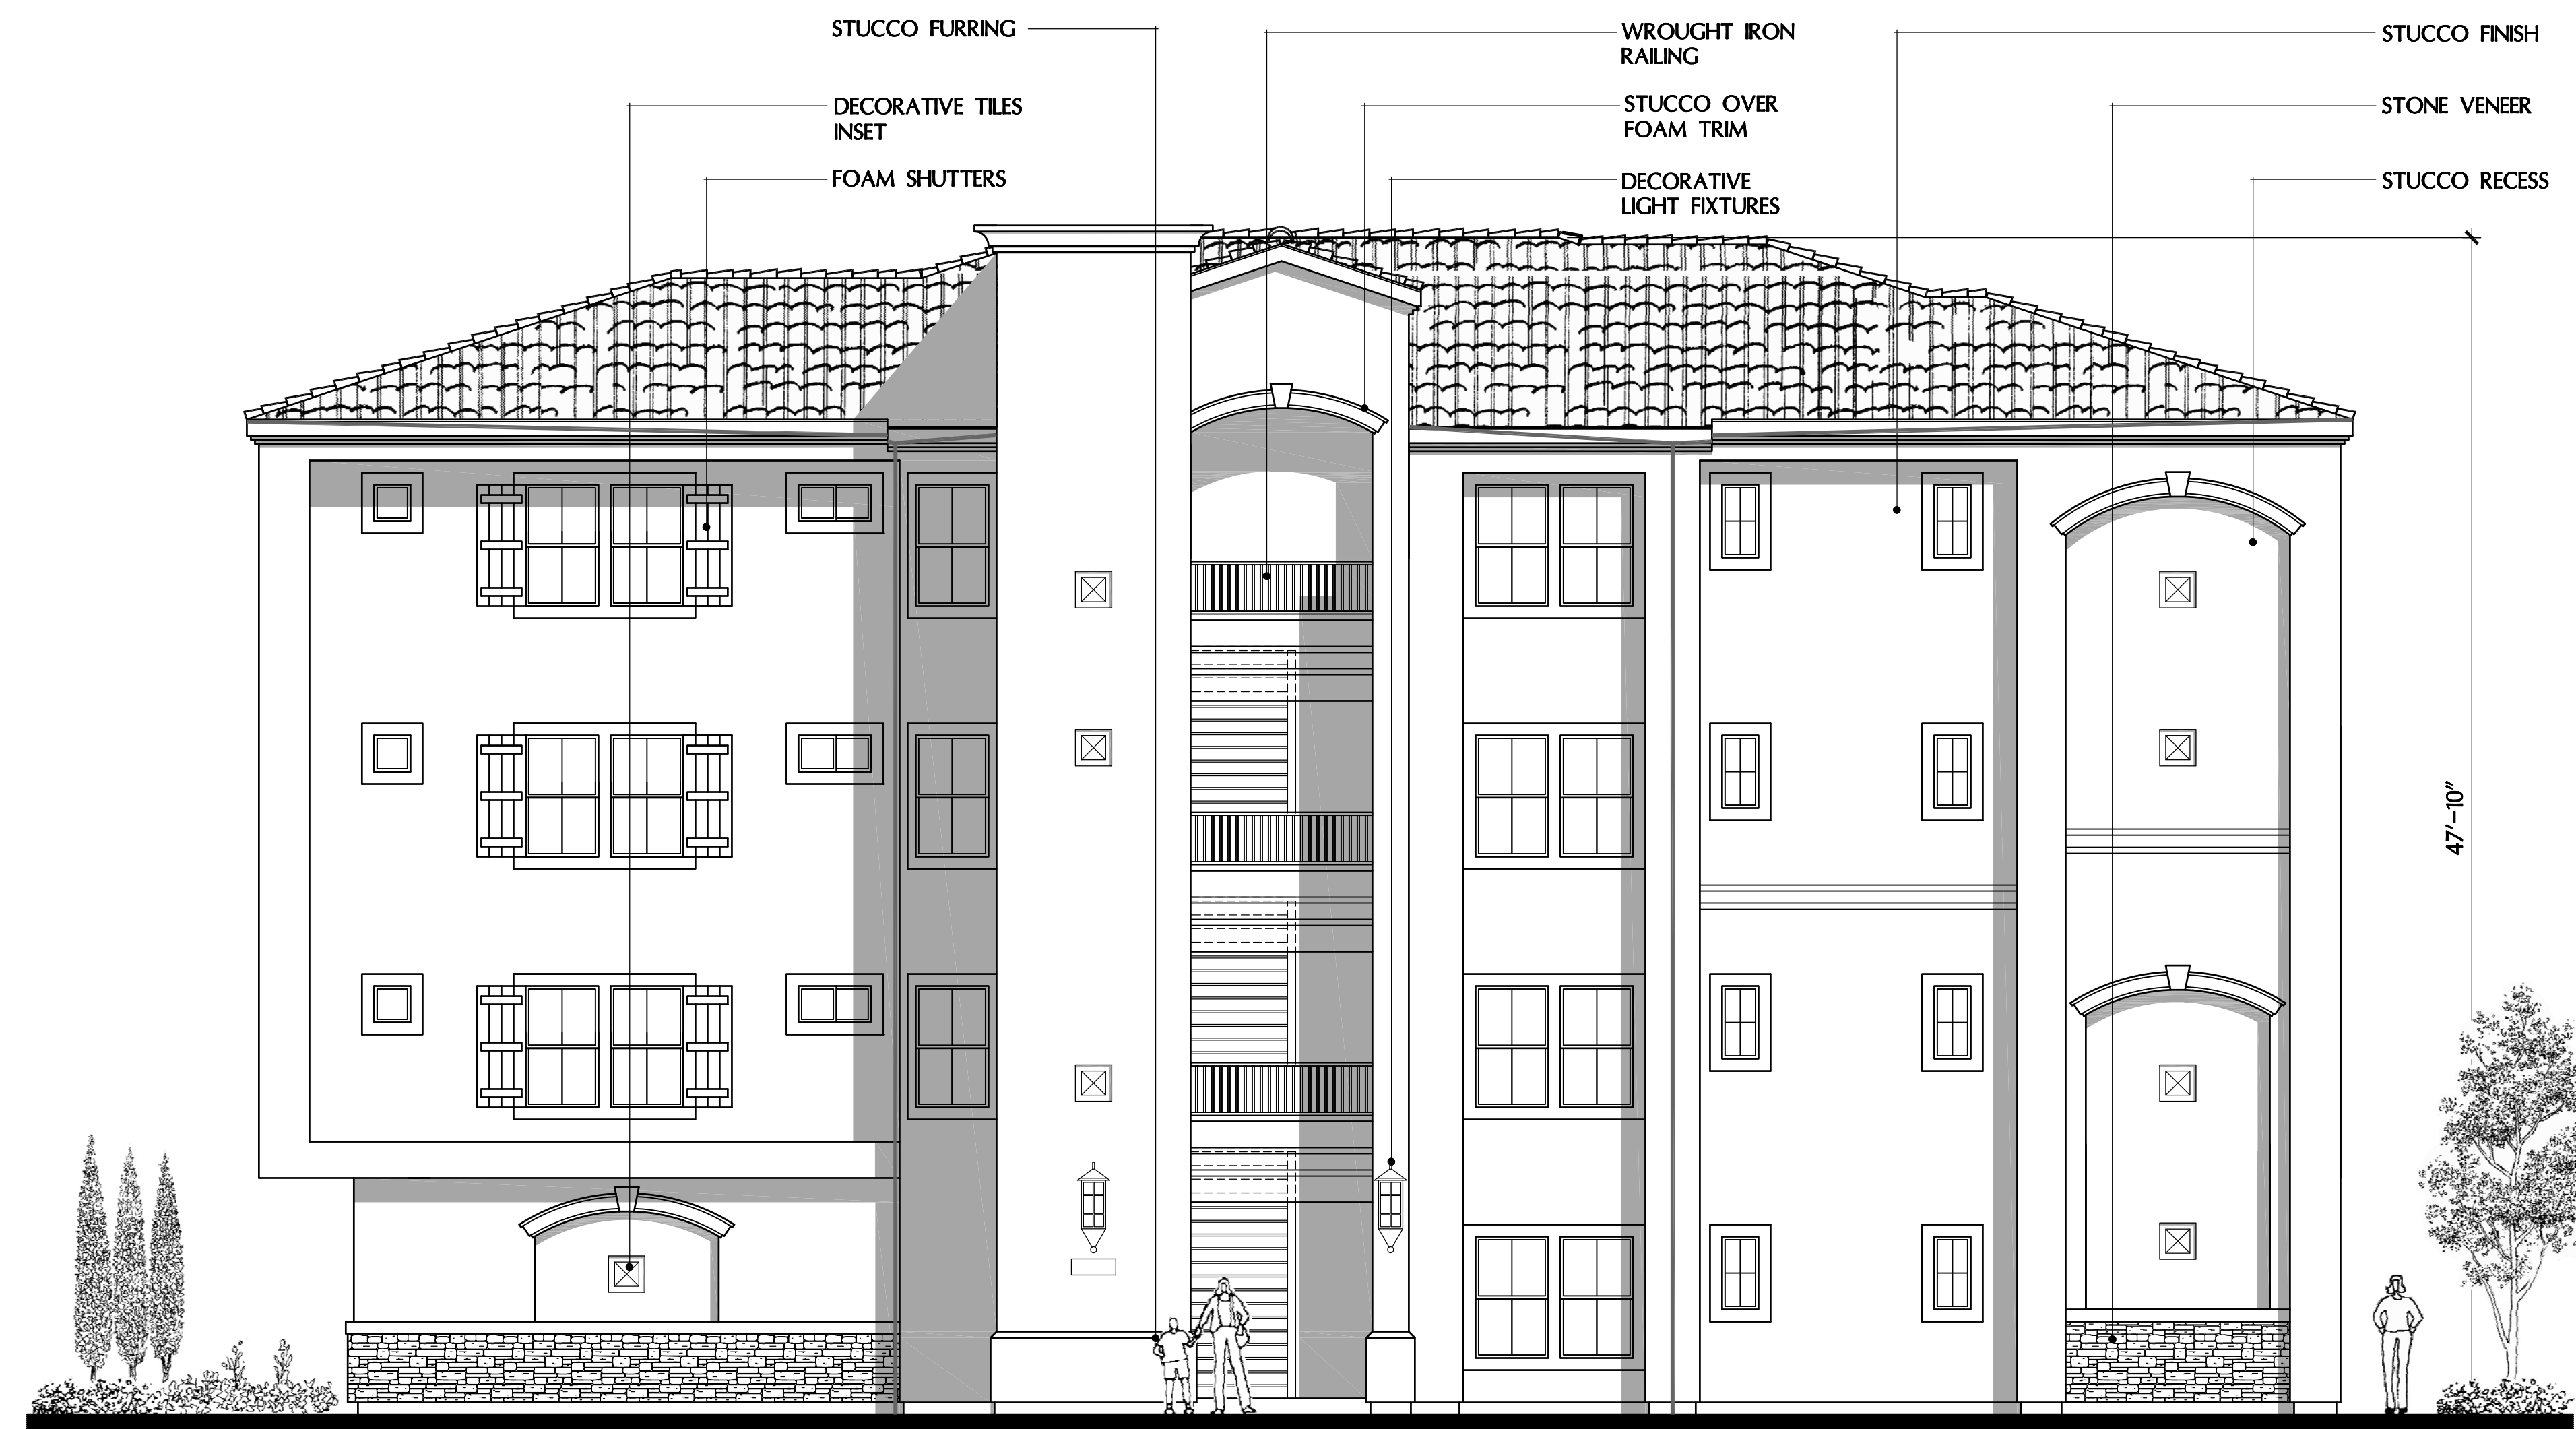 STUCCO FURRING
DECORATIVE TILES
INSET
FOAM SHUTTERS
WROUGHT IRON
RAILING
STUCCO OVER
FOAM TRIM
DECORATIVE
LIGHT FIXTURES
STUCCO FINISH
STONE VENEER
STUCCO RECESS
47'-10"